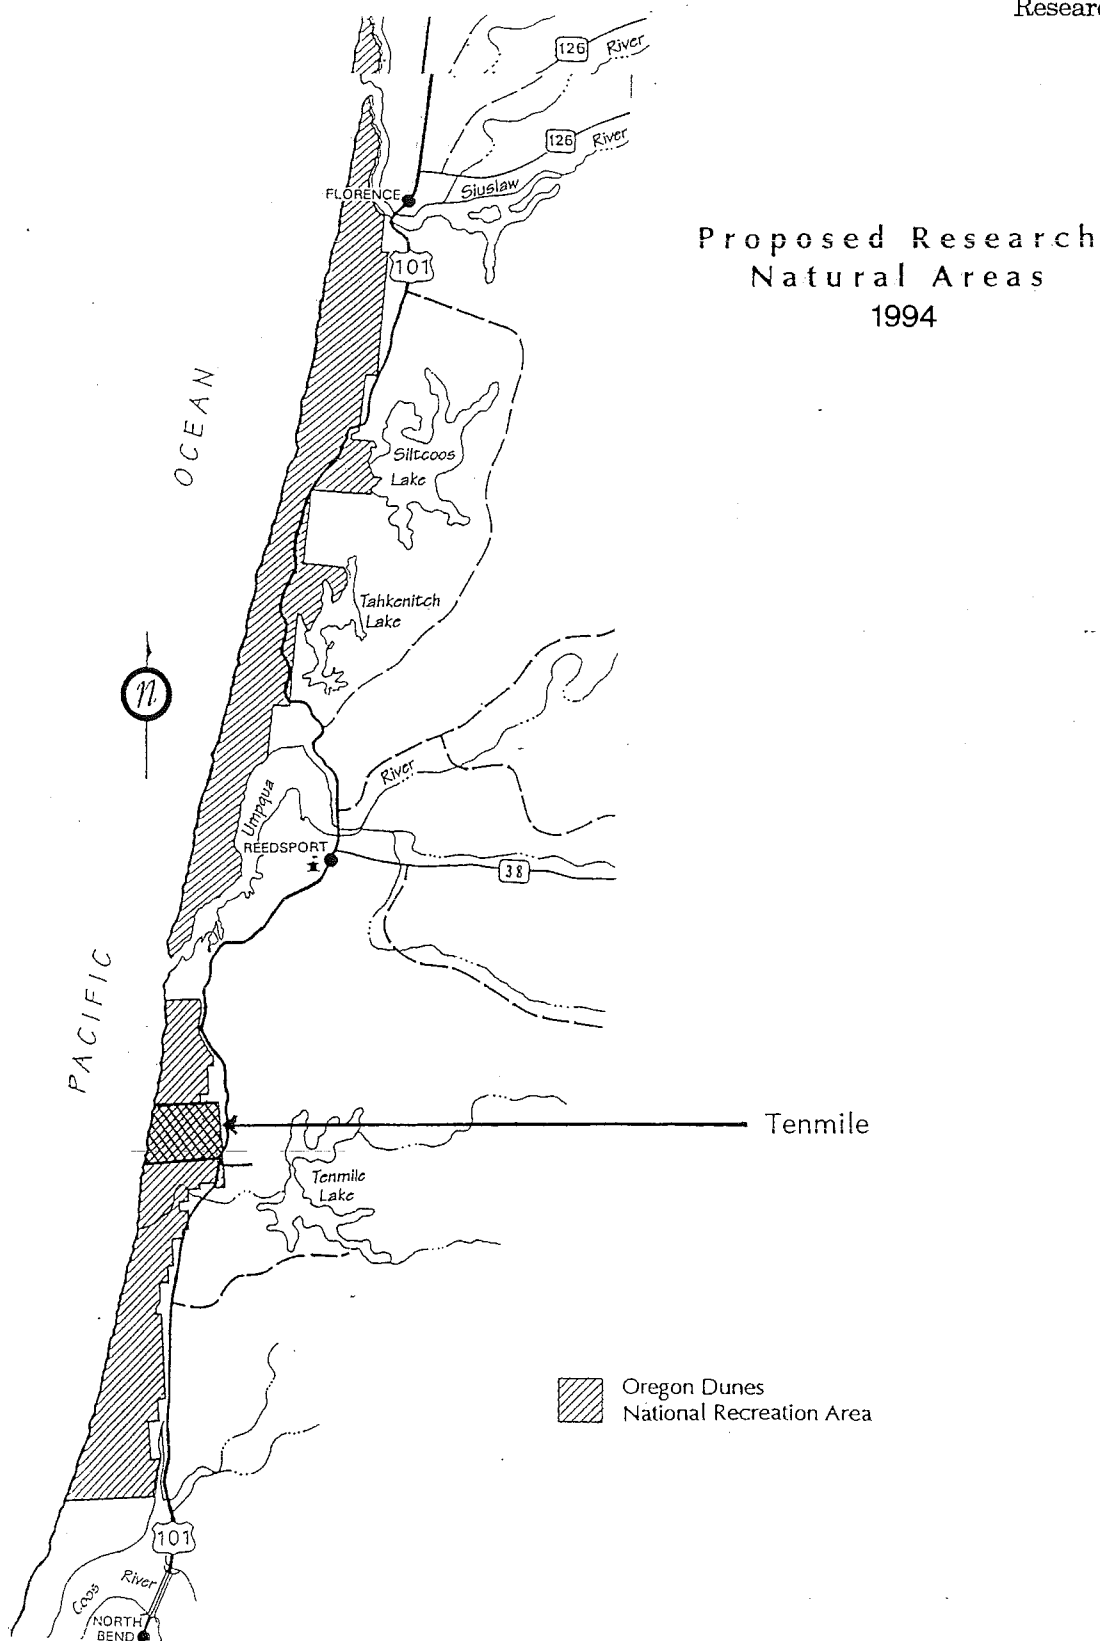 Resear
126
River
126
River
FLORENCE
Siuslaw
Proposed Research
Natural Areas
1994
101
OCEAN
Siltcoos
Lake
Tahkenitch
Lake
n
River
Umpqua
REEDSPORT
38
PACIFIC
Tenmile
Tenmile
Lake
Oregon Dunes
National Recreation Area
101
River
Coos
NORTH
BEND